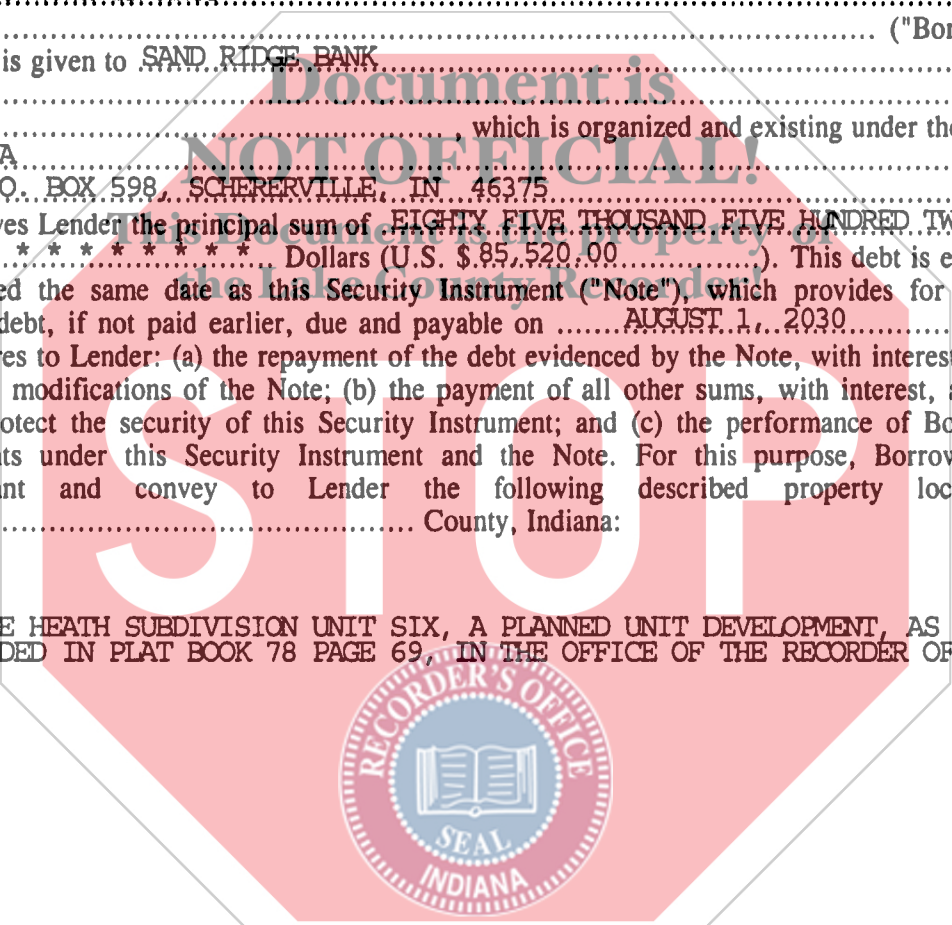 ("Bor
is given to SAND RIDGE BANK
Document is
, which is organized and existing under the
A
NOT OFFICIAL!
O. BOX 598, SCHERERVILLE, IN 46375
es Lender the principal sum of EIGHTY FIVE THOUSAND FIVE HUNDRED TW
This Document is the property of
* * * * * * * * Dollars (U.S. $ 85,520.00 ). This debt is e
the Lake County Recorder!
ed the same date as this Security Instrument ("Note"), which provides for
debt, if not paid earlier, due and payable on AUGUST 1, 2030
res to Lender: (a) the repayment of the debt evidenced by the Note, with interes
modifications of the Note; (b) the payment of all other sums, with interest, a
otect the security of this Security Instrument; and (c) the performance of Bo
ts under this Security Instrument and the Note. For this purpose, Borrow
ant and convey to Lender the following described property loc
County, Indiana:
STOP
E HEATH SUBDIVISION UNIT SIX, A PLANNED UNIT DEVELOPMENT, AS
DED IN PLAT BOOK 78 PAGE 69, IN THE OFFICE OF THE RECORDER OF
RECORDER'S OFFICE
SEAL
INDIANA